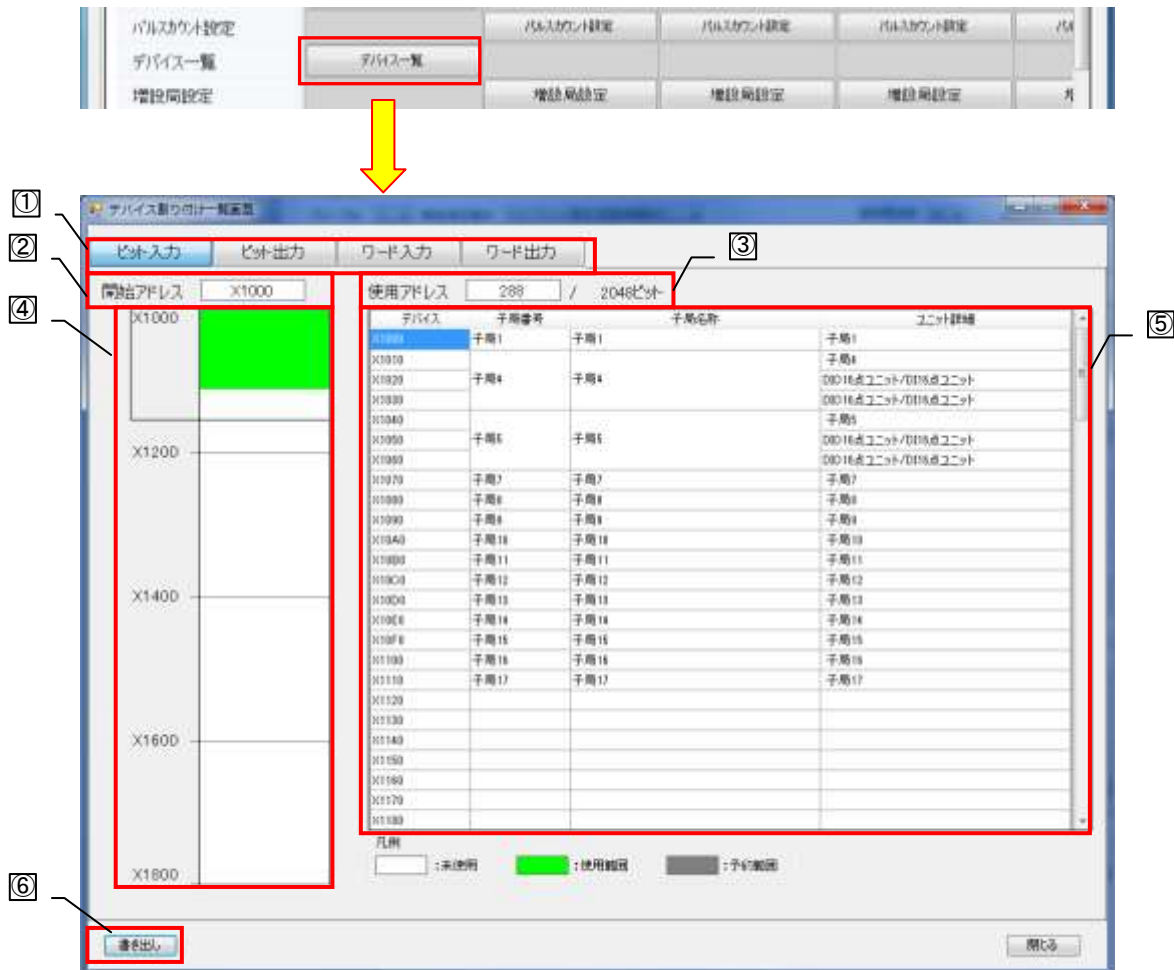 パルスカウント設定 パルスカウント設定 パルスカウント設定 パルスカウント設定
デバイス一覧 デバイス一覧
増設局設定 増設局設定 増設局設定 増設局設定
① デバイス割り付け一覧画面
② ビット入力 ビット出力 ワード入力 ワード出力 ③
開始アドレス X1000 使用アドレス 288 / 2048ビット
④ ⑤
X1000
X1200
X1400
X1600
X1800
デバイス 子局番号 子局名称 ユニット詳細
X1000 子局1 子局1 子局1
X1010 子局4
X1020 子局4 子局4 DIO16点ユニット/DI16点ユニット
X1030 DIO16点ユニット/DI16点ユニット
X1040 子局5
X1050 子局5 子局5 DIO16点ユニット/DI16点ユニット
X1060 DIO16点ユニット/DI16点ユニット
X1070 子局7 子局7 子局7
X1080 子局8 子局8 子局8
X1090 子局9 子局9 子局9
X10A0 子局10 子局10 子局10
X10B0 子局11 子局11 子局11
X10C0 子局12 子局12 子局12
X10D0 子局13 子局13 子局13
X10E0 子局14 子局14 子局14
X10F0 子局15 子局15 子局15
X1100 子局16 子局16 子局16
X1110 子局17 子局17 子局17
X1120
X1130
X1140
X1150
X1160
X1170
X1180
凡例
:未使用 :使用範囲 :予約範囲
⑥
書き出し 閉じる